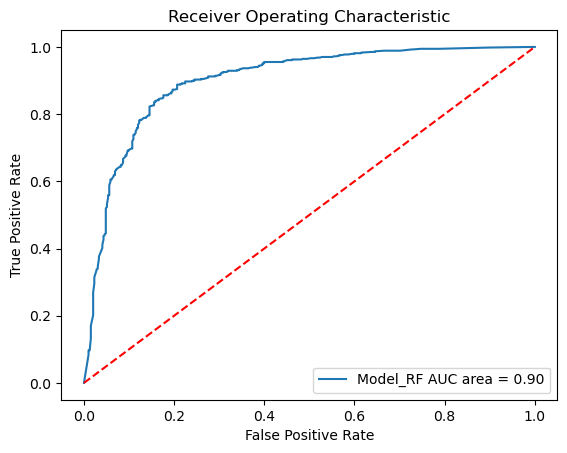 Receiver Operating Characteristic
True Positive Rate
1.0
0.8
0.6
0.4
0.2
0.0
Model_RF AUC area = 0.90
0.0 0.2 0.4 0.6 0.8 1.0
False Positive Rate